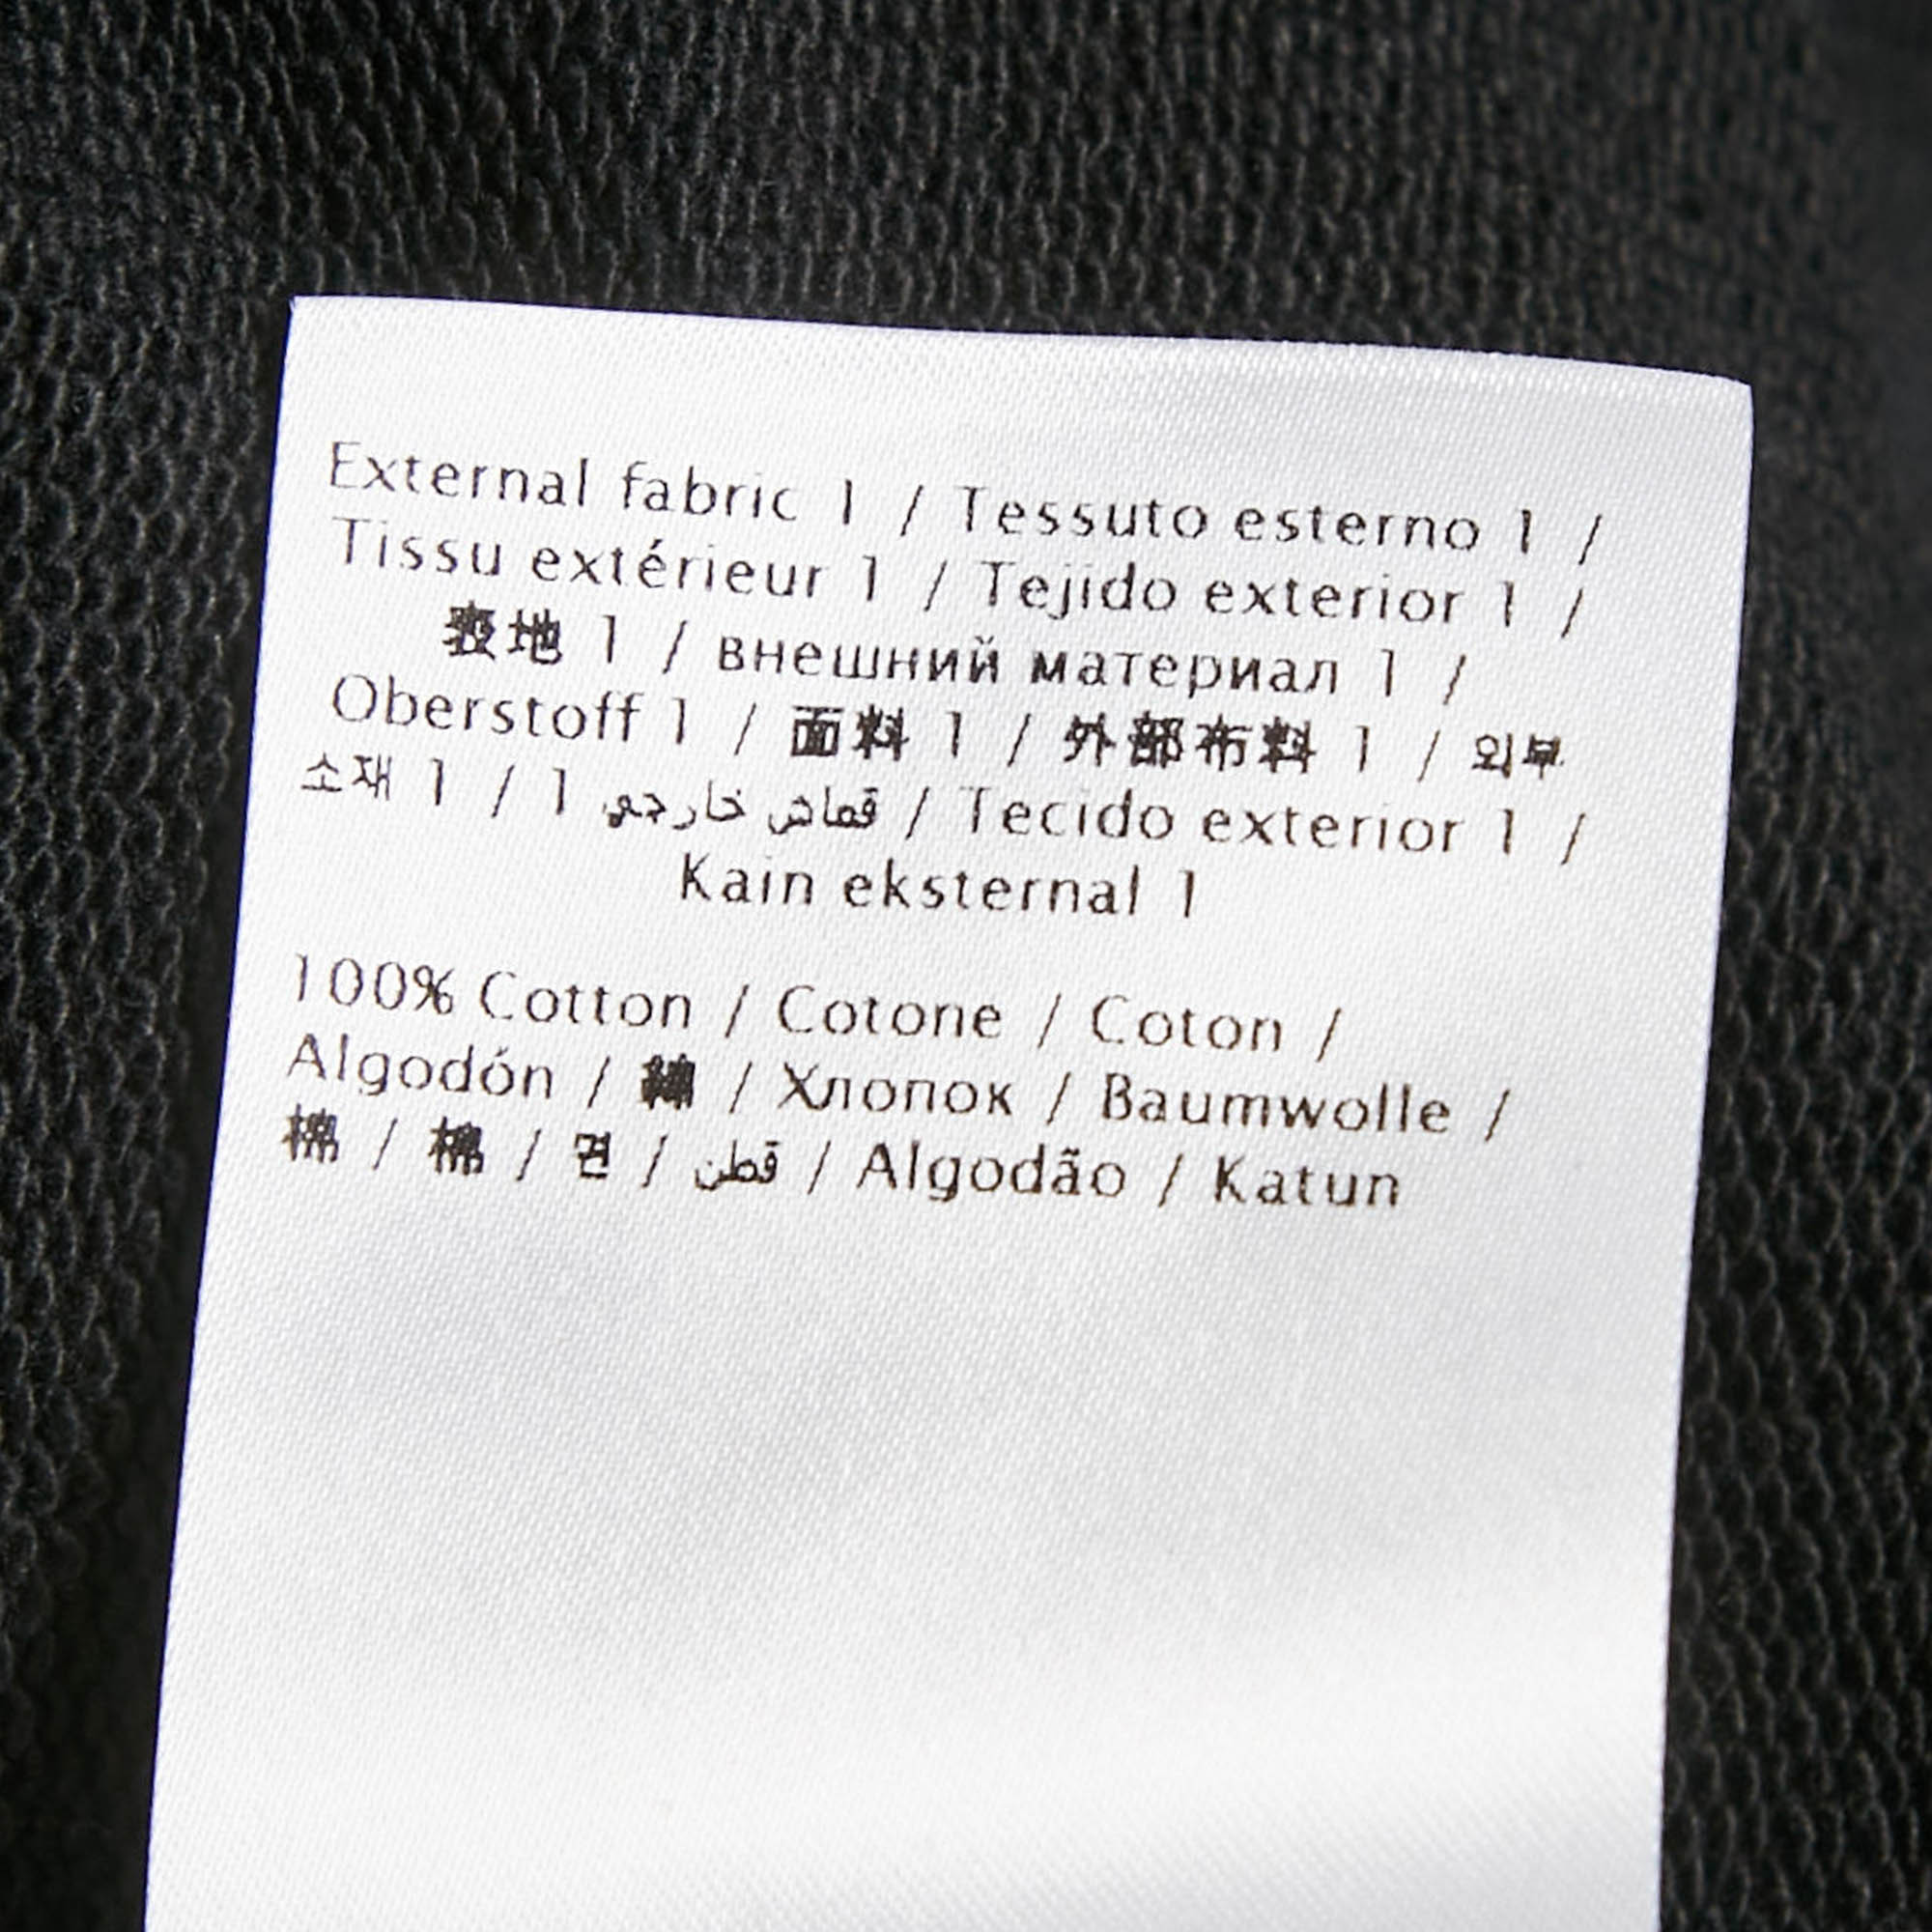 External fabric 1 / Tessuto esterno 1 /
Tissu extérieur 1 / Tejido exterior 1 /
表地 1 / внешний материал 1 /
Oberstoff 1 / 面料 1 / 外部布料 1 / 외부
소재 1 / 1 قماش خارجي / Tecido exterior 1 /
Kain eksternal 1
100% Cotton / Cotone / Coton /
Algodón / 綿 / Хлопок / Baumwolle /
棉 / 棉 / 면 / قطن / Algodão / Katun